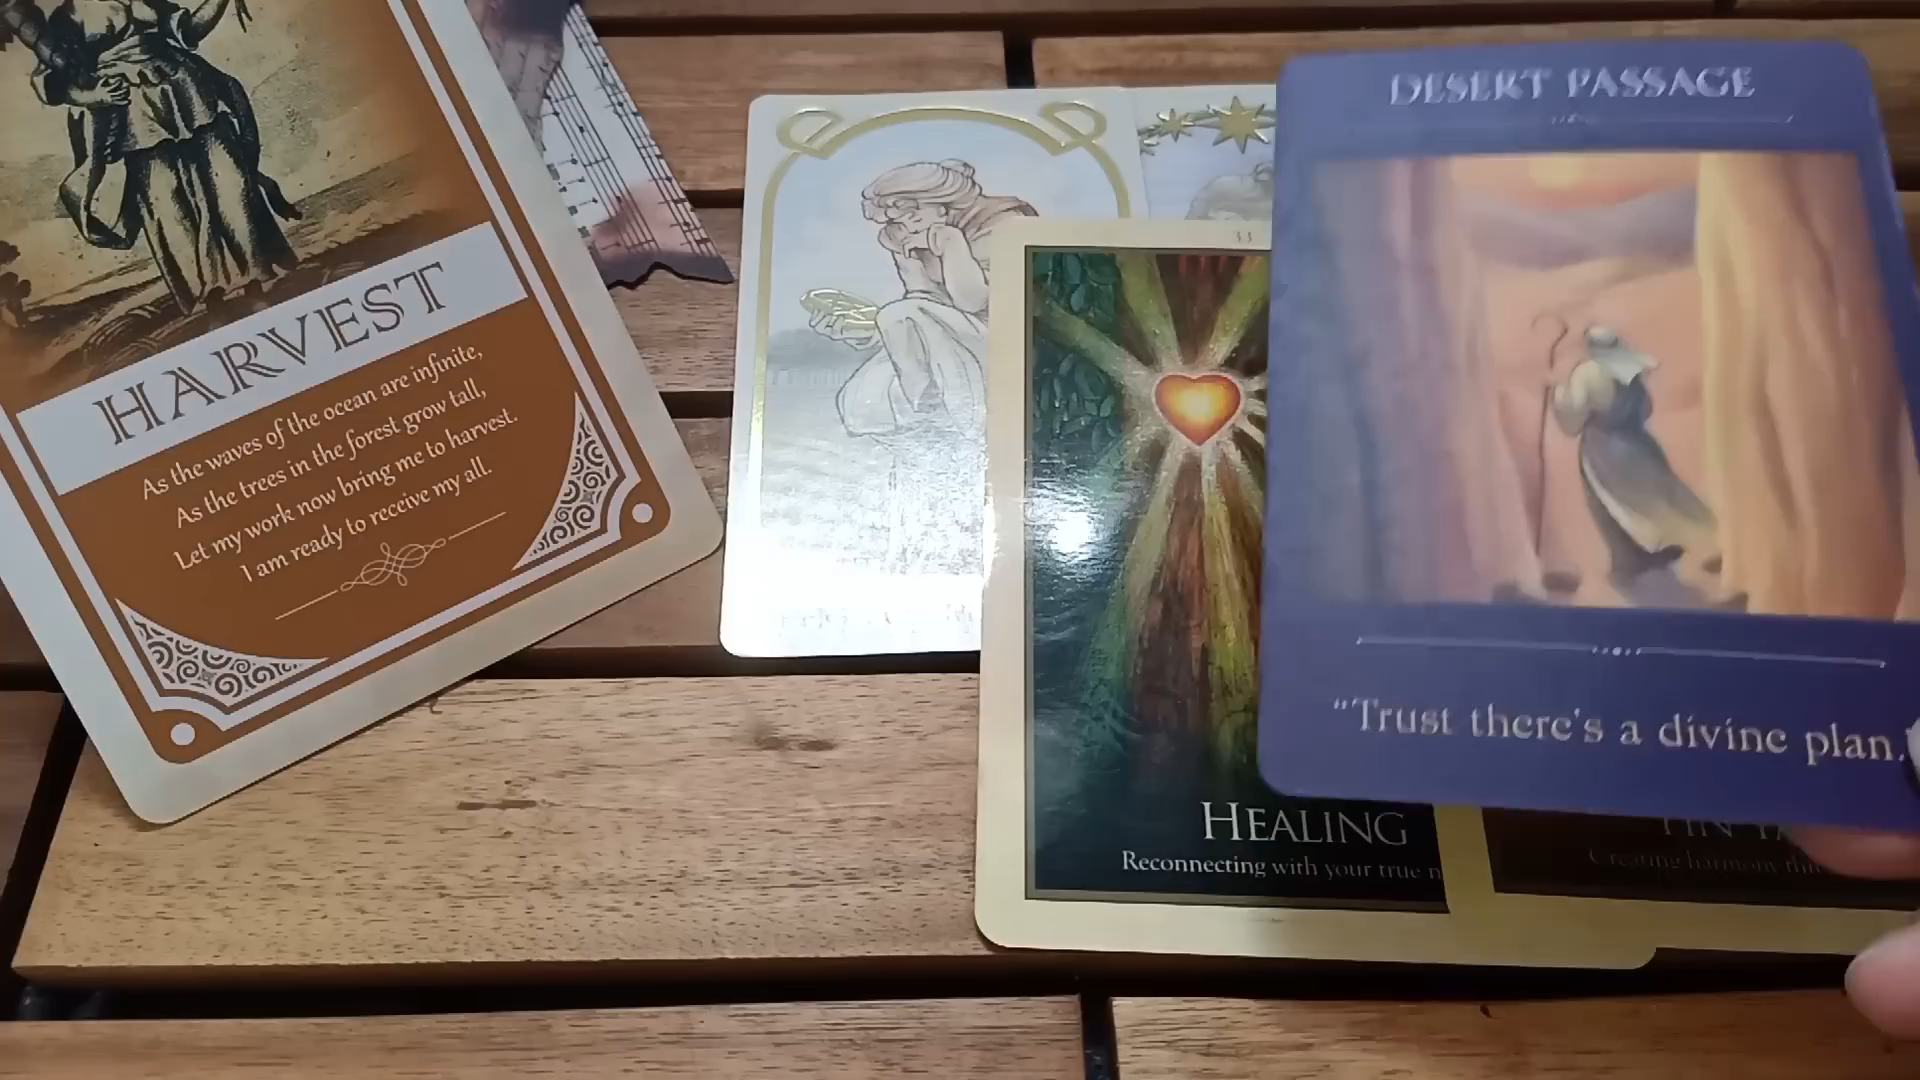 HARVEST
As the waves of the ocean are infinite,
As the trees in the forest grow tall,
Let my work now bring me to harvest.
I am ready to receive my all.
33
HEALING
Reconnecting with your true n
DESERT PASSAGE
"Trust there's a divine plan.
Creating harmony